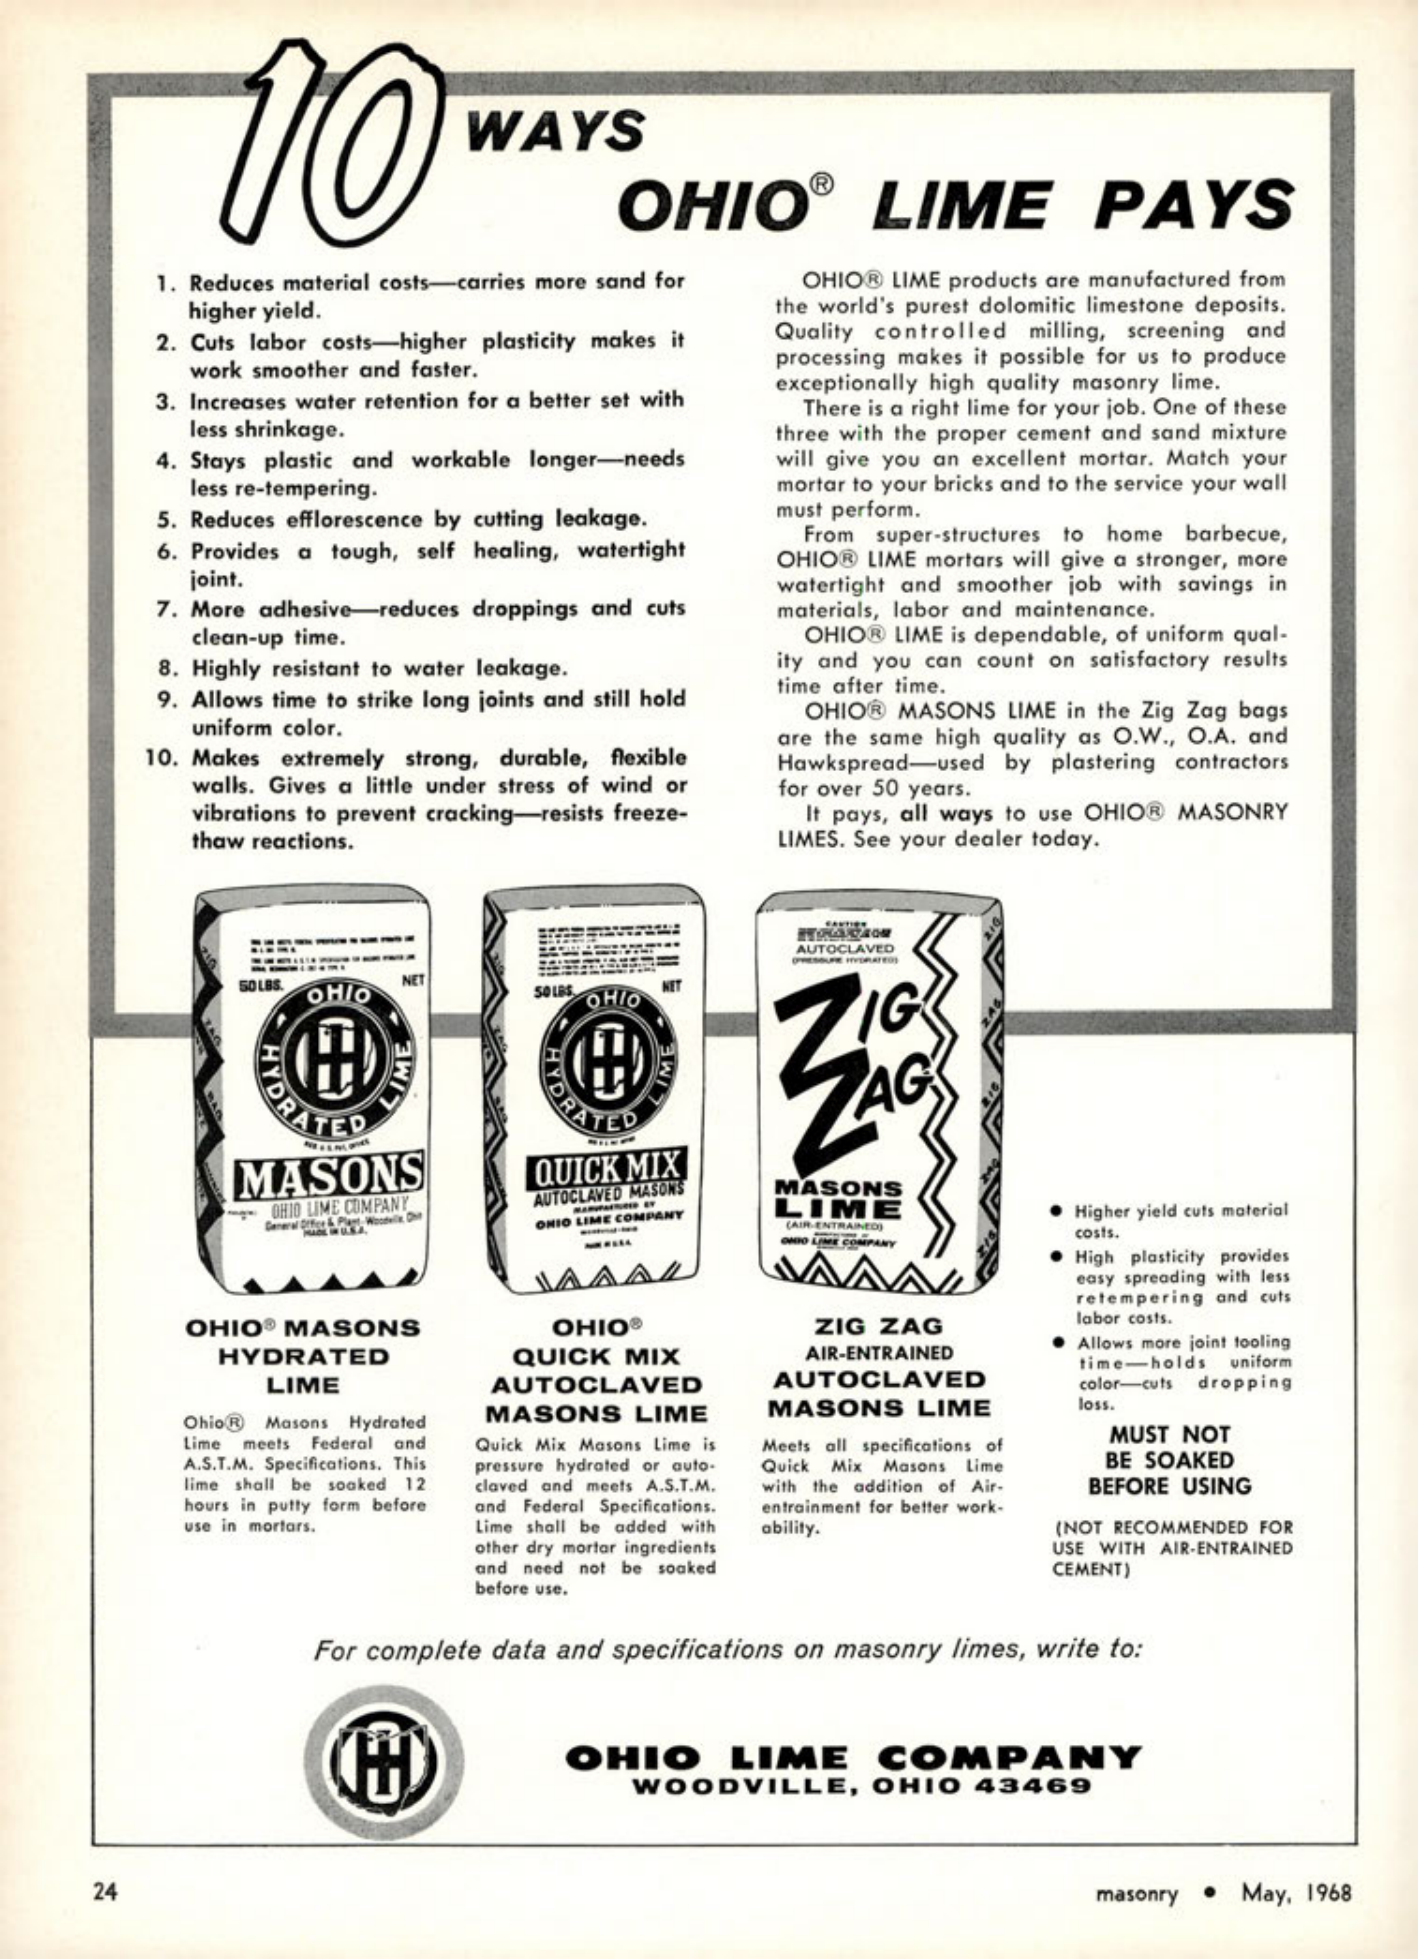 10 WAYS
OHIO® LIME PAYS
1. Reduces material costs—carries more sand for
higher yield.
2. Cuts labor costs—higher plasticity makes it
work smoother and faster.
3. Increases water retention for a better set with
less shrinkage.
4. Stays plastic and workable longer—needs
less re-tempering.
5. Reduces efflorescence by cutting leakage.
6. Provides a tough, self healing, watertight
joint.
7. More adhesive—reduces droppings and cuts
clean-up time.
8. Highly resistant to water leakage.
9. Allows time to strike long joints and still hold
uniform color.
10. Makes extremely strong, durable, flexible
walls. Gives a little under stress of wind or
vibrations to prevent cracking—resists freeze-
thaw reactions.
OHIO® LIME products are manufactured from
the world's purest dolomitic limestone deposits.
Quality controlled milling, screening and
processing makes it possible for us to produce
exceptionally high quality masonry lime.
There is a right lime for your job. One of these
three with the proper cement and sand mixture
will give you an excellent mortar. Match your
mortar to your bricks and to the service your wall
must perform.
From super-structures to home barbecue,
OHIO® LIME mortars will give a stronger, more
watertight and smoother job with savings in
materials, labor and maintenance.
OHIO® LIME is dependable, of uniform qual-
ity and you can count on satisfactory results
time after time.
OHIO® MASONS LIME in the Zig Zag bags
are the same high quality as O.W., O.A. and
Hawkspread—used by plastering contractors
for over 50 years.
It pays, all ways to use OHIO® MASONRY
LIMES. See your dealer today.
50 LBS. NET
OHIO
HYDRATED LIME
MASONS
OHIO LIME COMPANY
General Office & Plant-Woodville, Ohio
MADE IN U.S.A.
ZIG
ZAG
50 LBS. NET
OHIO
HYDRATED LIME
QUICK MIX
AUTOCLAVED MASONS
MANUFACTURED BY
OHIO LIME COMPANY
MADE IN U.S.A.
CAUTION
AUTOCLAVED
(PRESSURE HYDRATED)
ZIG
ZAG
MASONS
LIME
(AIR-ENTRAINED)
OHIO LIME COMPANY
ZIG
ZAG
ZIG
ZAG
ZIG
OHIO® MASONS
HYDRATED
LIME
Ohio® Masons Hydrated
Lime meets Federal and
A.S.T.M. Specifications. This
lime shall be soaked 12
hours in putty form before
use in mortars.
OHIO®
QUICK MIX
AUTOCLAVED
MASONS LIME
Quick Mix Masons Lime is
pressure hydrated or auto-
claved and meets A.S.T.M.
and Federal Specifications.
Lime shall be added with
other dry mortar ingredients
and need not be soaked
before use.
ZIG ZAG
AIR-ENTRAINED
AUTOCLAVED
MASONS LIME
Meets all specifications of
Quick Mix Masons Lime
with the addition of Air-
entrainment for better work-
ability.
● Higher yield cuts material
costs.
● High plasticity provides
easy spreading with less
retempering and cuts
labor costs.
● Allows more joint tooling
time—holds uniform
color—cuts dropping
loss.
MUST NOT
BE SOAKED
BEFORE USING
(NOT RECOMMENDED FOR
USE WITH AIR-ENTRAINED
CEMENT)
For complete data and specifications on masonry limes, write to:
OHIO LIME COMPANY
WOODVILLE, OHIO 43469
24
masonry ● May, 1968